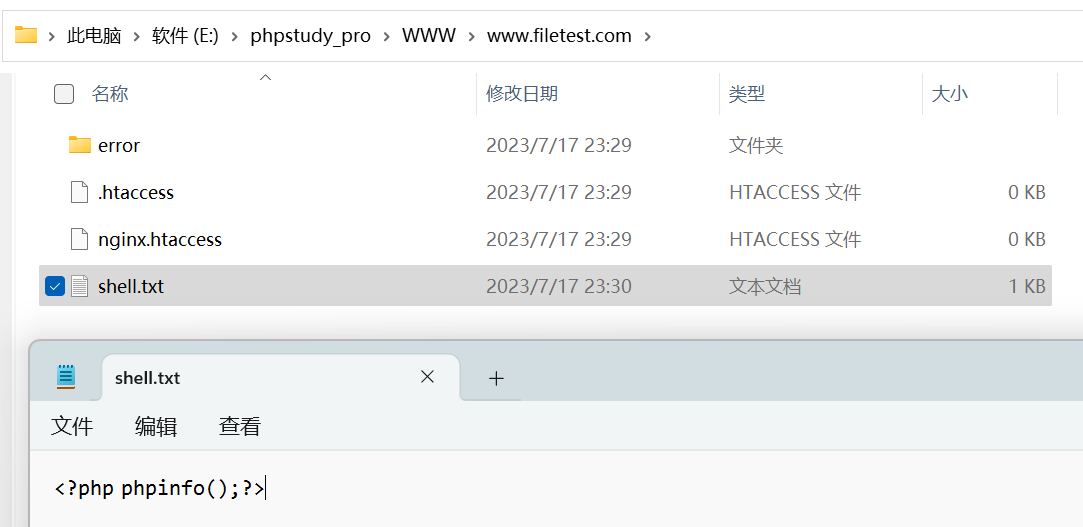 此电脑 > 软件 (E:) > phpstudy_pro > WWW > www.filetest.com >
名称 修改日期 类型 大小
error 2023/7/17 23:29 文件夹
.htaccess 2023/7/17 23:29 HTACCESS 文件 0 KB
nginx.htaccess 2023/7/17 23:29 HTACCESS 文件 0 KB
shell.txt 2023/7/17 23:30 文本文档 1 KB
shell.txt
文件 编辑 查看
<?php phpinfo();?>